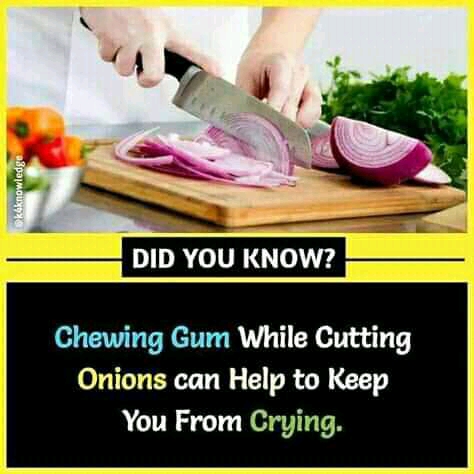 @k4knowledge
DID YOU KNOW?
Chewing Gum While Cutting
Onions can Help to Keep
You From Crying.